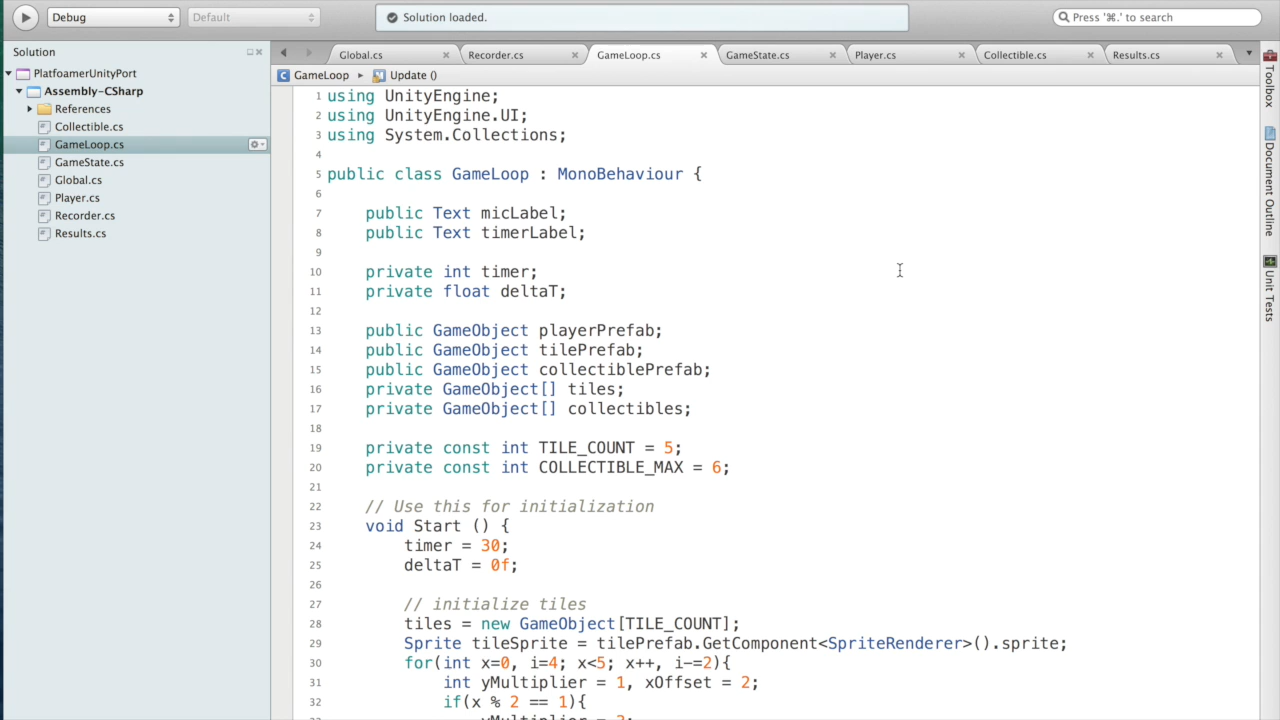 Debug
Default
Solution loaded.
Press '⌘.' to search
Solution
PlatfoamerUnityPort
Assembly-CSharp
References
Collectible.cs
GameLoop.cs
GameState.cs
Global.cs
Player.cs
Recorder.cs
Results.cs
Global.cs
Recorder.cs
GameLoop.cs
GameState.cs
Player.cs
Collectible.cs
Results.cs
GameLoop
Update ()
1 using UnityEngine;
2 using UnityEngine.UI;
3 using System.Collections;
4
5 public class GameLoop : MonoBehaviour {
6
7 public Text micLabel;
8 public Text timerLabel;
9
10 private int timer;
11 private float deltaT;
12
13 public GameObject playerPrefab;
14 public GameObject tilePrefab;
15 public GameObject collectiblePrefab;
16 private GameObject[] tiles;
17 private GameObject[] collectibles;
18
19 private const int TILE_COUNT = 5;
20 private const int COLLECTIBLE_MAX = 6;
21
22 // Use this for initialization
23 void Start () {
24 timer = 30;
25 deltaT = 0f;
26
27 // initialize tiles
28 tiles = new GameObject[TILE_COUNT];
29 Sprite tileSprite = tilePrefab.GetComponent<SpriteRenderer>().sprite;
30 for(int x=0, i=4; x<5; x++, i-=2){
31 int yMultiplier = 1, xOffset = 2;
32 if(x % 2 == 1){
Toolbox
Document Outline
Unit Tests